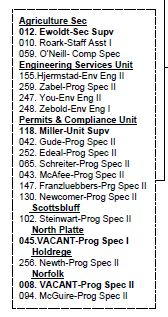 Agriculture Sec
012. Ewoldt-Sec Supv
010. Roark-Staff Asst I
059. O'Neill- Comp Spec
Engineering Services Unit
155.Hjermstad-Env Eng II
259. Zabel-Prog Spec II
247. You-Env Eng II
248. Zebold-Env Eng I
Permits & Compliance Unit
118. Miller-Unit Supv
042. Gude-Prog Spec II
252. Edeal-Prog Spec II
065. Schreiter-Prog Spec II
043. McAfee-Prog Spec II
147. Franzluebbers-Prg Spec II
130. Newcomer-Prog Spec II
Scottsbluff
102. Steinwart-Prog Spec II
North Platte
045.VACANT-Prog Spec I
Holdrege
256. Newth-Prog Spec II
Norfolk
008. VACANT-Prog Spec II
094. McGuire-Prog Spec II